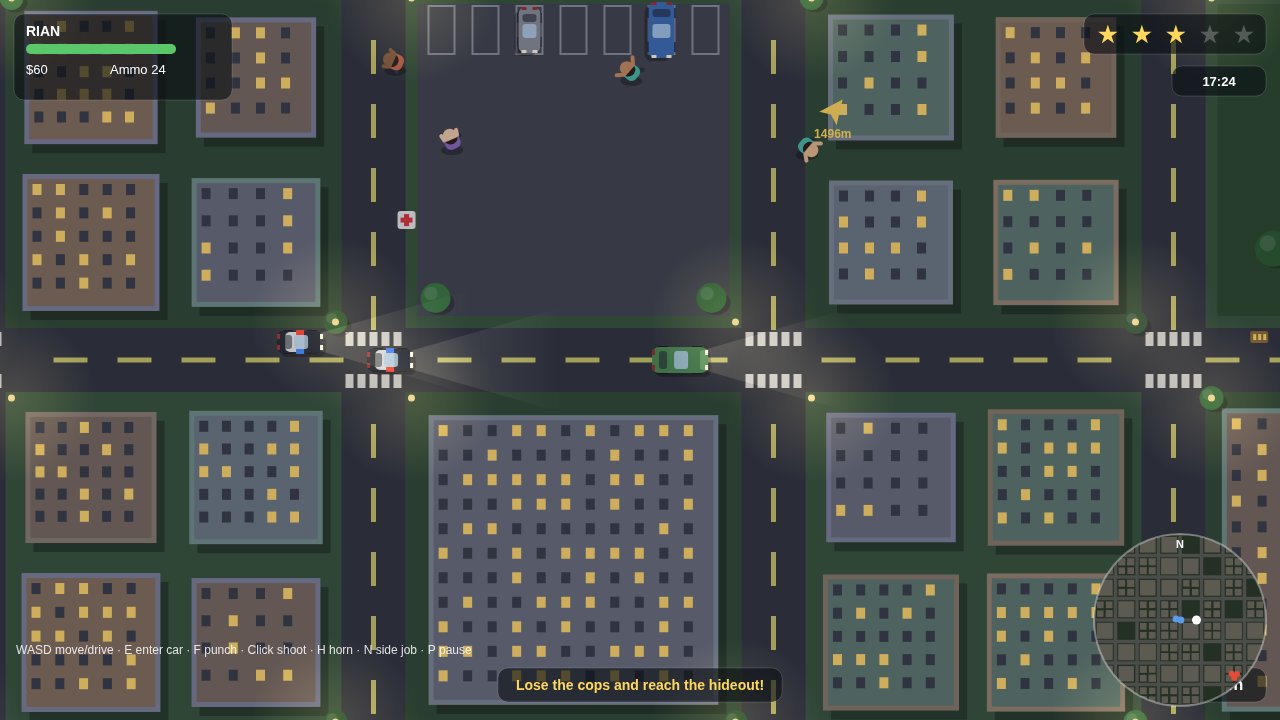 RIAN
$60
Ammo 24
17:24
1496m
N
WASD move/drive · E enter car · F punch · Click shoot · H horn · N side job · P pause
Lose the cops and reach the hideout!